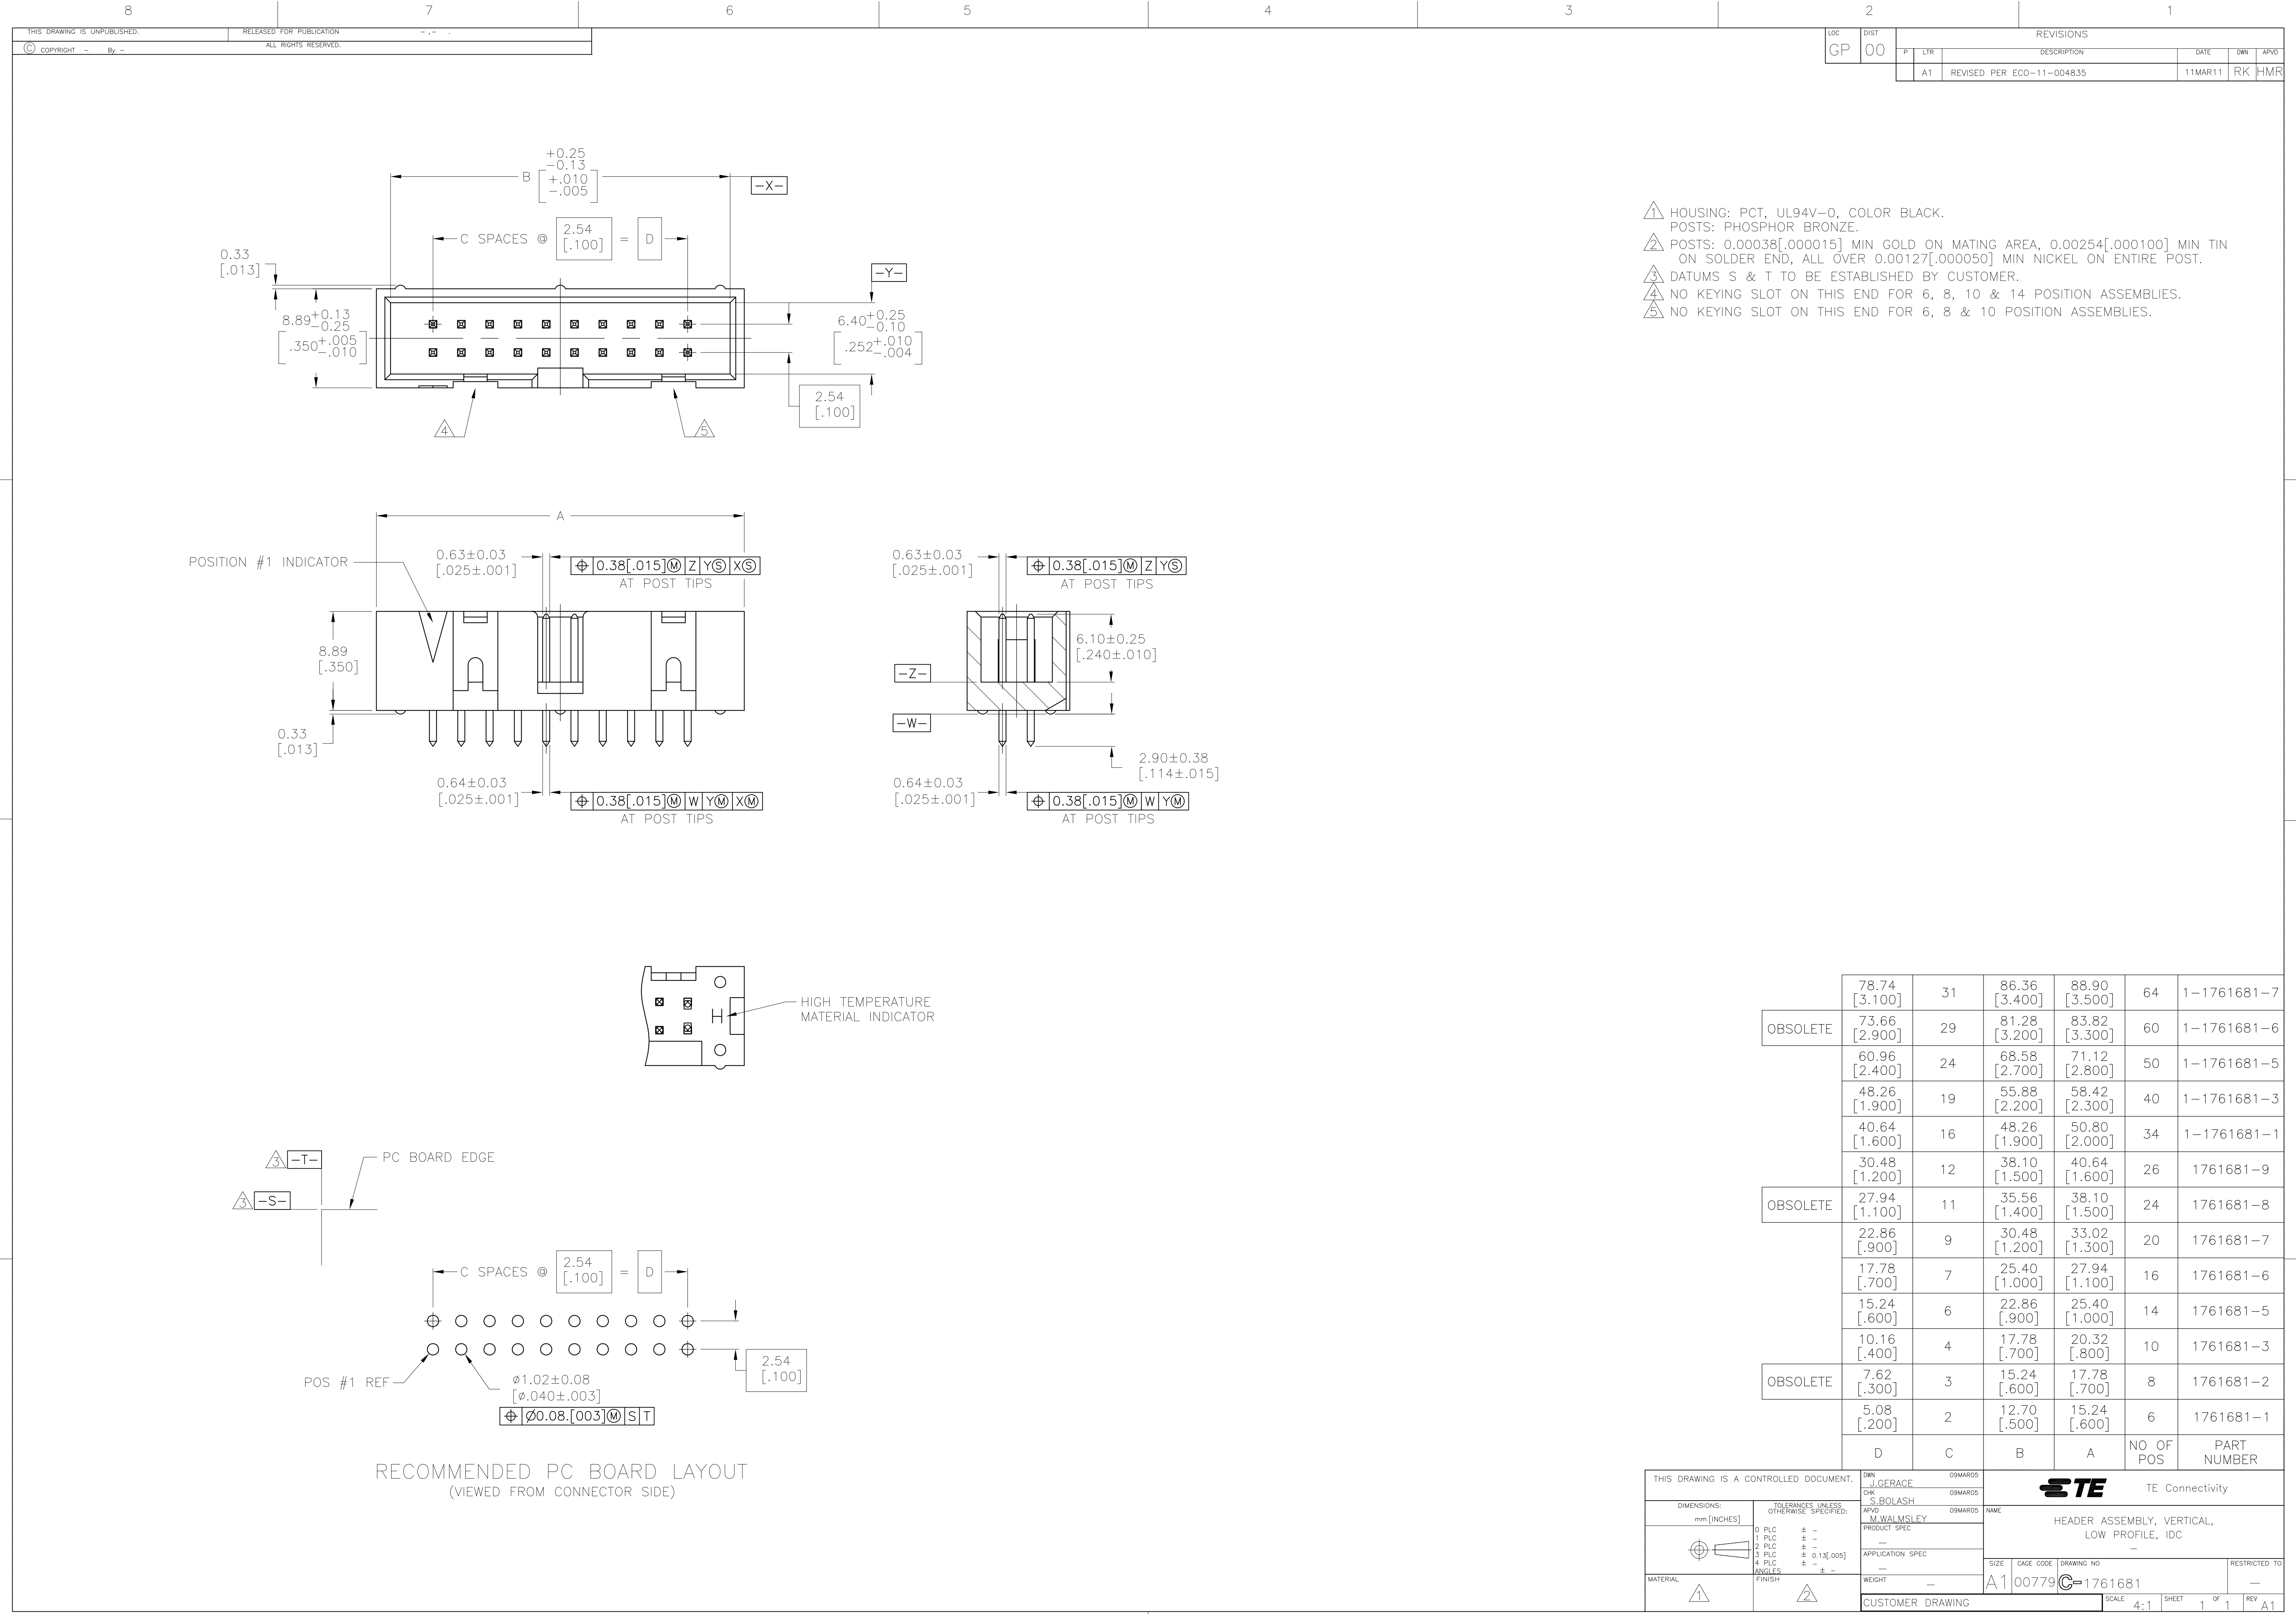 8 7 6 5 4 3 2 1
THIS DRAWING IS UNPUBLISHED. RELEASED FOR PUBLICATION - ,- .
© COPYRIGHT - By - ALL RIGHTS RESERVED.
LOC DIST REVISIONS
GP 00
P LTR DESCRIPTION DATE DWN APVD
A1 REVISED PER ECO-11-004835 11MAR11 RK HMR
1 HOUSING: PCT, UL94V-0, COLOR BLACK.
POSTS: PHOSPHOR BRONZE.
2 POSTS: 0.00038[.000015] MIN GOLD ON MATING AREA, 0.00254[.000100] MIN TIN
ON SOLDER END, ALL OVER 0.00127[.000050] MIN NICKEL ON ENTIRE POST.
3 DATUMS S & T TO BE ESTABLISHED BY CUSTOMER.
4 NO KEYING SLOT ON THIS END FOR 6, 8, 10 & 14 POSITION ASSEMBLIES.
5 NO KEYING SLOT ON THIS END FOR 6, 8 & 10 POSITION ASSEMBLIES.
+0.25
-0.13
B [+.010
-.005]
-X-
C SPACES @ 2.54 [.100] = D
0.33
[.013]
-Y-
8.89 +0.13 -0.25
[.350 +.005 -.010]
6.40 +0.25 -0.10
[.252 +.010 -.004]
2.54
[.100]
4
5
A
POSITION #1 INDICATOR
0.63±0.03
[.025±.001]
⌖ 0.38[.015]Ⓜ Z YⓈ XⓈ
AT POST TIPS
8.89
[.350]
0.33
[.013]
0.64±0.03
[.025±.001]
⌖ 0.38[.015]Ⓜ W YⓂ XⓂ
AT POST TIPS
0.63±0.03
[.025±.001]
⌖ 0.38[.015]Ⓜ Z YⓈ
AT POST TIPS
6.10±0.25
[.240±.010]
-Z-
-W-
2.90±0.38
[.114±.015]
0.64±0.03
[.025±.001]
⌖ 0.38[.015]Ⓜ W YⓂ
AT POST TIPS
H
HIGH TEMPERATURE
MATERIAL INDICATOR
3 -T-
PC BOARD EDGE
3 -S-
C SPACES @ 2.54 [.100] = D
POS #1 REF
ø1.02±0.08
[ø.040±.003]
⌖ Ø0.08.[003]Ⓜ S T
2.54
[.100]
RECOMMENDED PC BOARD LAYOUT
(VIEWED FROM CONNECTOR SIDE)
78.74 [3.100] 31 86.36 [3.400] 88.90 [3.500] 64 1-1761681-7
OBSOLETE 73.66 [2.900] 29 81.28 [3.200] 83.82 [3.300] 60 1-1761681-6
60.96 [2.400] 24 68.58 [2.700] 71.12 [2.800] 50 1-1761681-5
48.26 [1.900] 19 55.88 [2.200] 58.42 [2.300] 40 1-1761681-3
40.64 [1.600] 16 48.26 [1.900] 50.80 [2.000] 34 1-1761681-1
30.48 [1.200] 12 38.10 [1.500] 40.64 [1.600] 26 1761681-9
OBSOLETE 27.94 [1.100] 11 35.56 [1.400] 38.10 [1.500] 24 1761681-8
22.86 [.900] 9 30.48 [1.200] 33.02 [1.300] 20 1761681-7
17.78 [.700] 7 25.40 [1.000] 27.94 [1.100] 16 1761681-6
15.24 [.600] 6 22.86 [.900] 25.40 [1.000] 14 1761681-5
10.16 [.400] 4 17.78 [.700] 20.32 [.800] 10 1761681-3
OBSOLETE 7.62 [.300] 3 15.24 [.600] 17.78 [.700] 8 1761681-2
5.08 [.200] 2 12.70 [.500] 15.24 [.600] 6 1761681-1
D C B A NO OF POS PART NUMBER
THIS DRAWING IS A CONTROLLED DOCUMENT.
DIMENSIONS:
mm [INCHES]
TOLERANCES UNLESS
OTHERWISE SPECIFIED:
0 PLC ± -
1 PLC ± -
2 PLC ± -
3 PLC ± 0.13[.005]
4 PLC ± -
ANGLES ± -
MATERIAL
1
FINISH
2
DWN 09MAR05
J.GERACE
CHK 09MAR05
S.BOLASH
APVD 09MAR05
M.WALMSLEY
PRODUCT SPEC
-
APPLICATION SPEC
-
WEIGHT -
CUSTOMER DRAWING
TE TE Connectivity
NAME
HEADER ASSEMBLY, VERTICAL,
LOW PROFILE, IDC
-
SIZE CAGE CODE DRAWING NO RESTRICTED TO
A1 00779 C-1761681 -
SCALE 4:1 SHEET 1 OF 1 REV A1